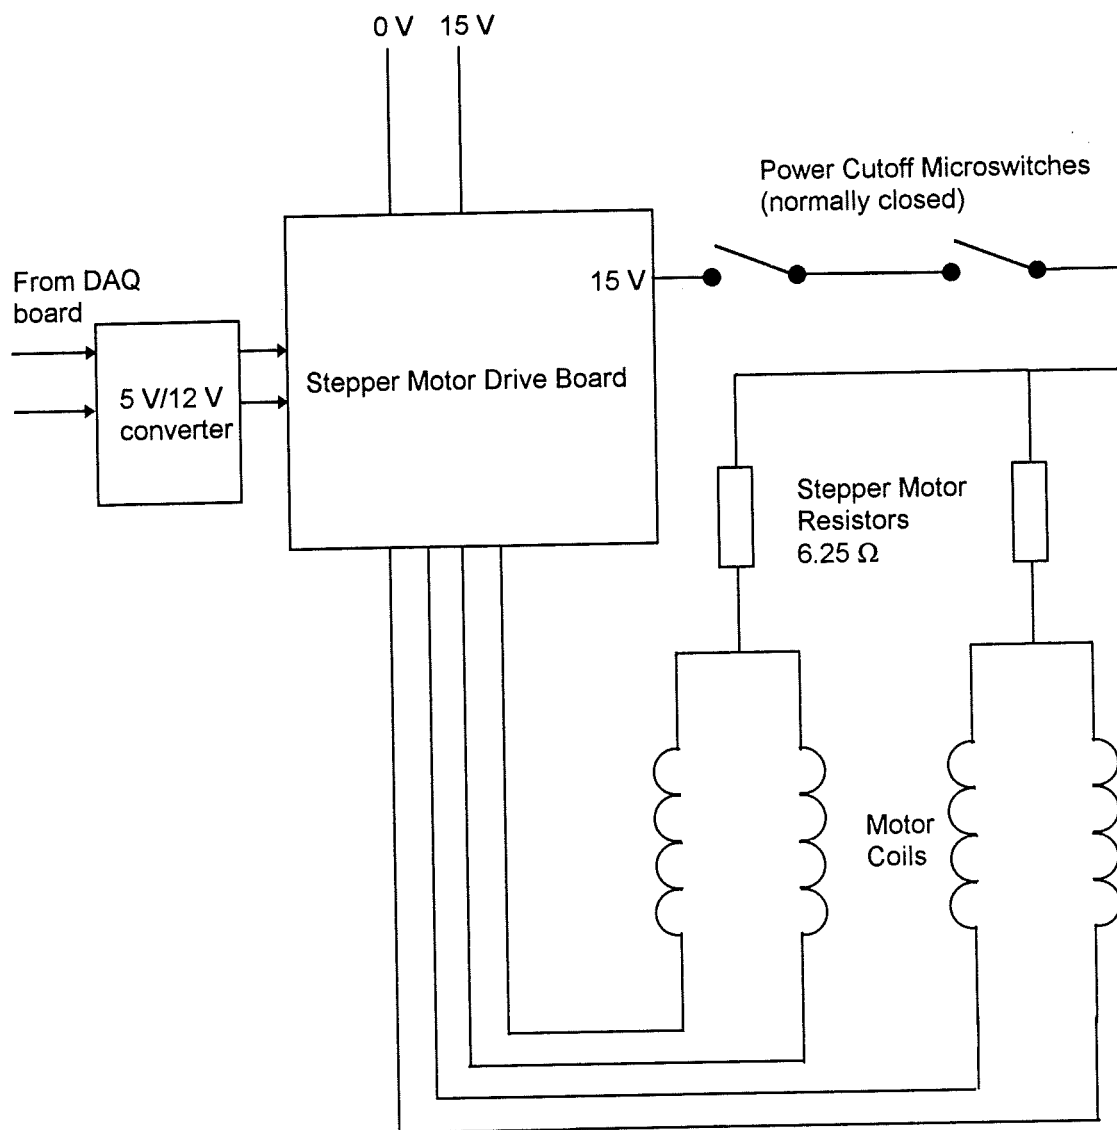 0 V 15 V
Power Cutoff Microswitches
(normally closed)
From DAQ
board
15 V
5 V/12 V
converter
Stepper Motor Drive Board
Stepper Motor
Resistors
6.25 Ω
Motor
Coils